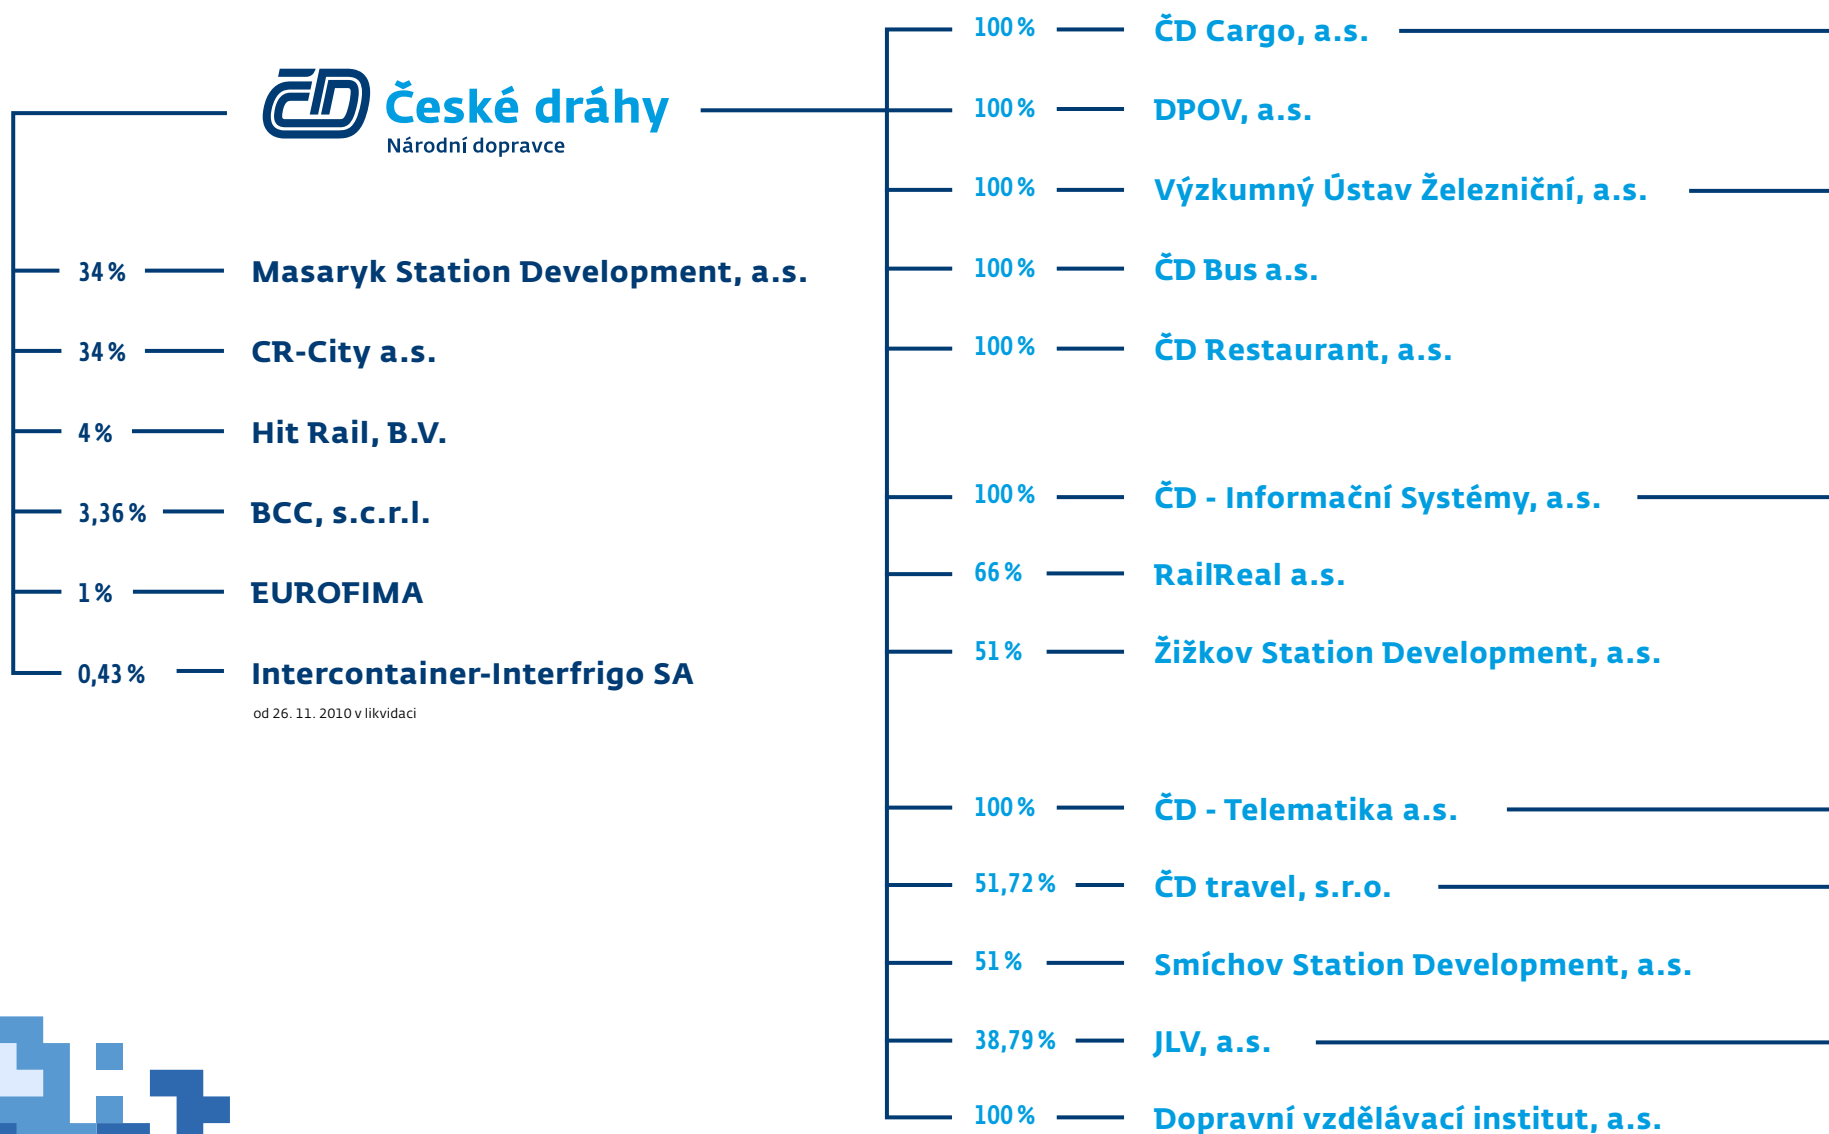 ČD České dráhy
Národní dopravce
34 % Masaryk Station Development, a.s.
34 % CR-City a.s.
4 % Hit Rail, B.V.
3,36 % BCC, s.c.r.l.
1 % EUROFIMA
0,43 % Intercontainer-Interfrigo SA
od 26. 11. 2010 v likvidaci
100 % ČD Cargo, a.s.
100 % DPOV, a.s.
100 % Výzkumný Ústav Železniční, a.s.
100 % ČD Bus a.s.
100 % ČD Restaurant, a.s.
100 % ČD - Informační Systémy, a.s.
66 % RailReal a.s.
51 % Žižkov Station Development, a.s.
100 % ČD - Telematika a.s.
51,72 % ČD travel, s.r.o.
51 % Smíchov Station Development, a.s.
38,79 % JLV, a.s.
100 % Dopravní vzdělávací institut, a.s.